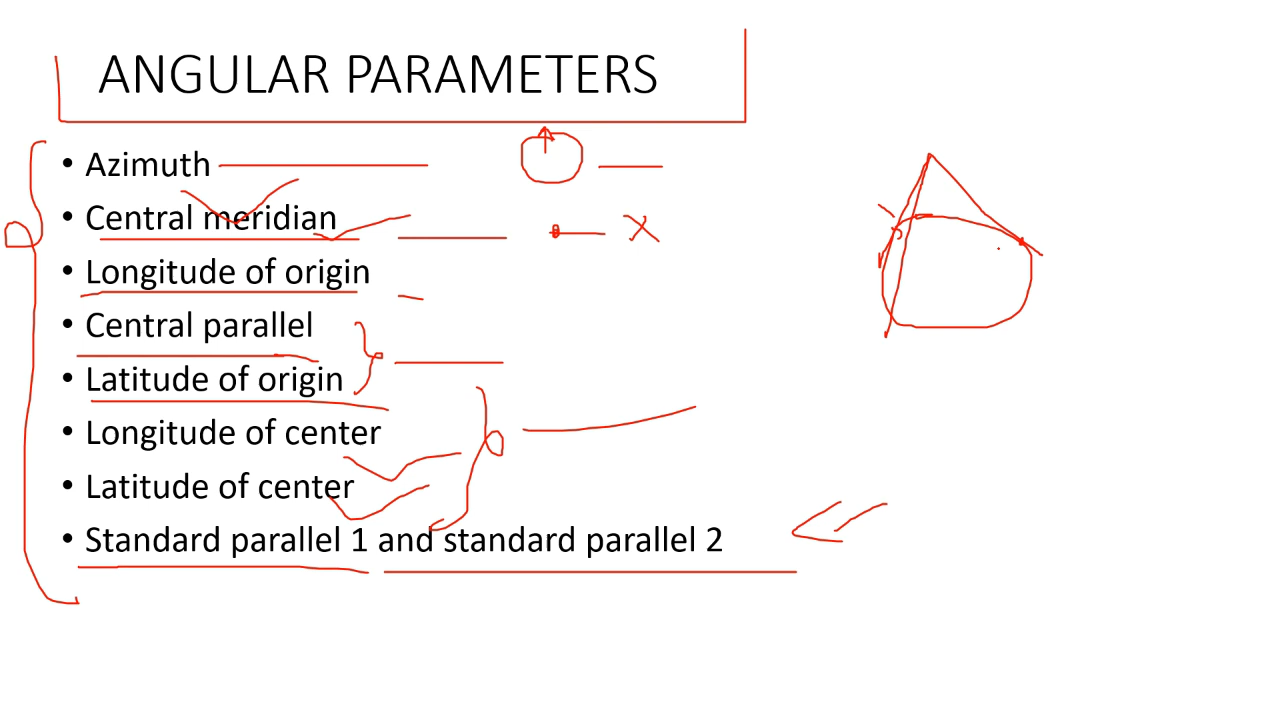 ANGULAR PARAMETERS
• Azimuth
• Central meridian
X
• Longitude of origin
• Central parallel
• Latitude of origin
• Longitude of center
• Latitude of center
• Standard parallel 1 and standard parallel 2